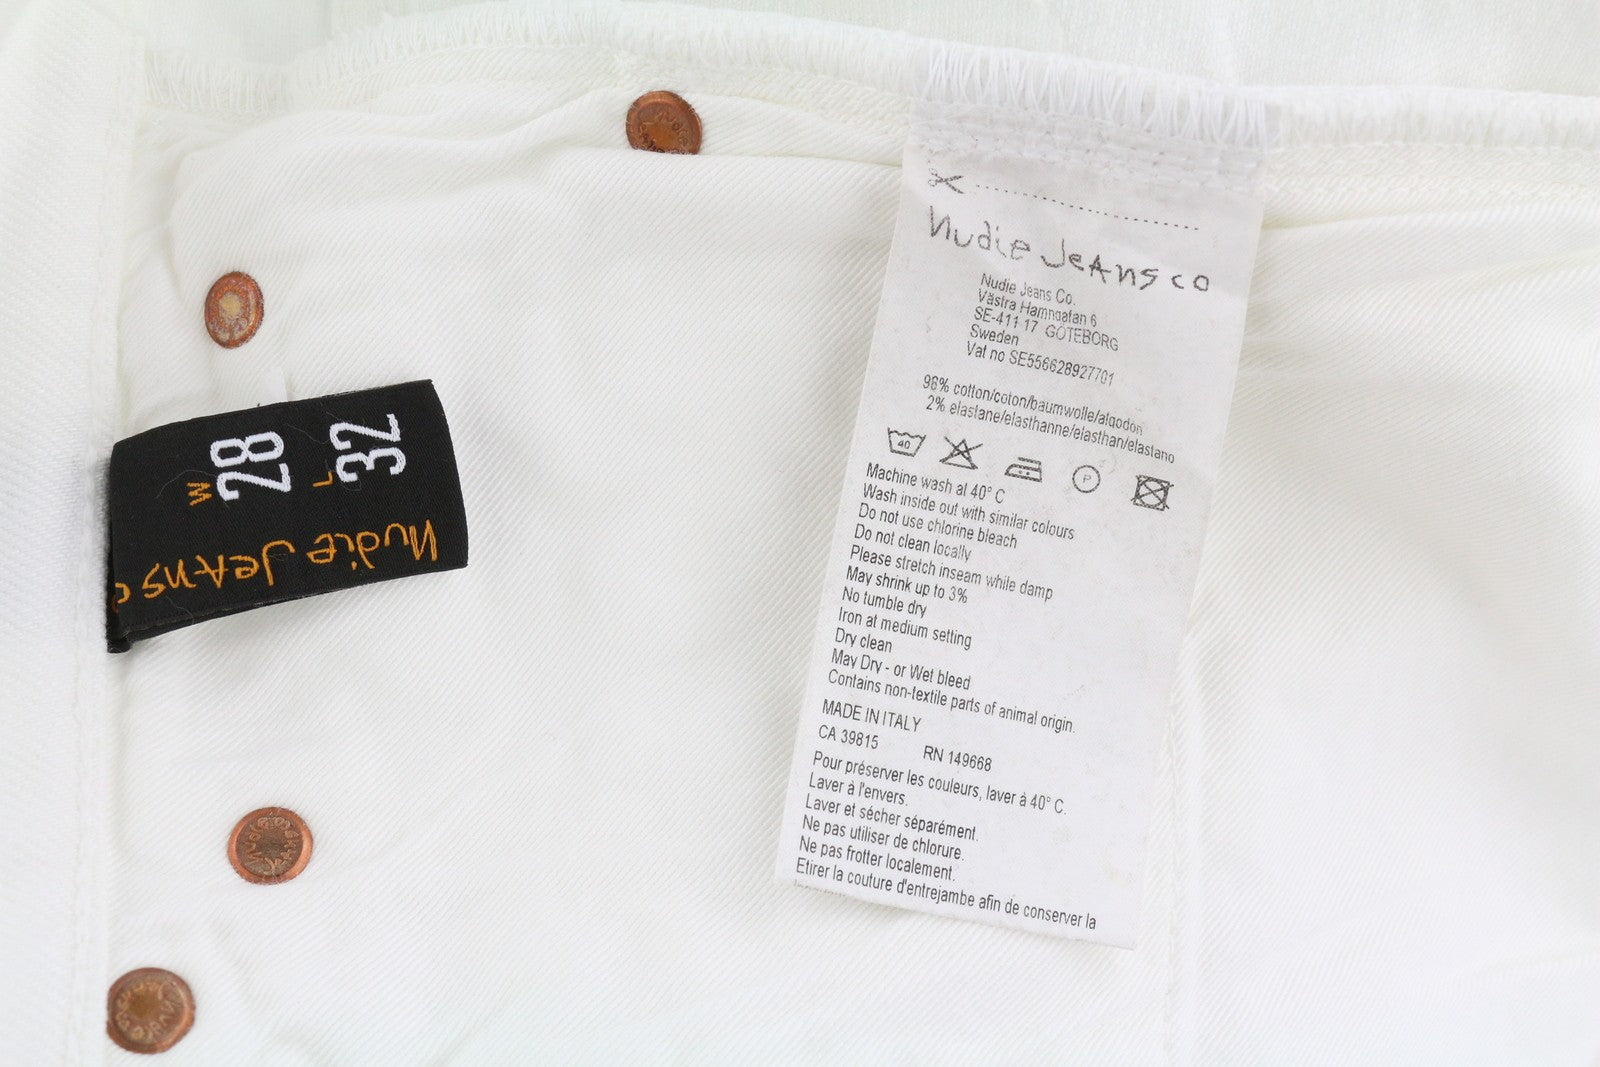 W
28
L
32
Nudie Jeans
Nudie Jeans co
Nudie Jeans Co.
Västra Hamngatan 6
SE-411 17 GÖTEBORG
Sweden
Vat no SE556628927701
98% cotton/coton/baumwolle/algodon
2% elastane/elasthanne/elasthan/elastano
40
P
Machine wash at 40° C
Wash inside out with similar colours
Do not use chlorine bleach
Do not clean locally
Please stretch inseam while damp
May shrink up to 3%
No tumble dry
Iron at medium setting
Dry clean
May Dry - or Wet bleed
Contains non-textile parts of animal origin.
MADE IN ITALY
CA 39815 RN 149668
Pour préserver les couleurs, laver à 40° C.
Laver à l'envers.
Laver et sécher séparément.
Ne pas utiliser de chlorure.
Ne pas frotter localement.
Etirer la couture d'entrejambe afin de conserver la